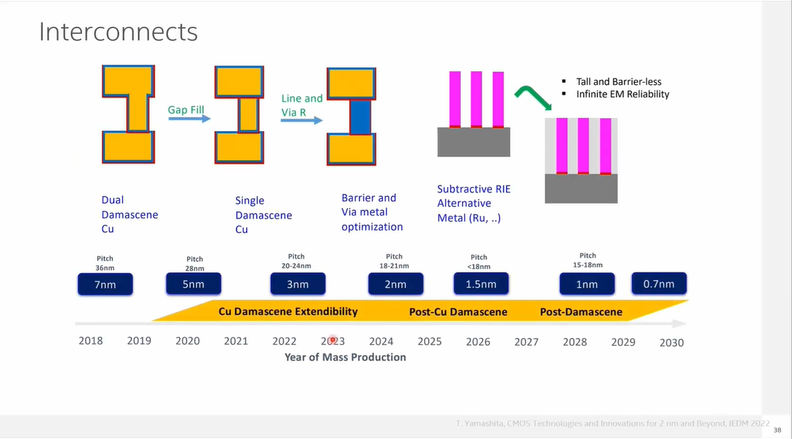 Interconnects
Gap Fill
Line and
Via R
▪ Tall and Barrier-less
▪ Infinite EM Reliability
Dual
Damascene
Cu
Single
Damascene
Cu
Barrier and
Via metal
optimization
Subtractive RIE
Alternative
Metal (Ru, ..)
Pitch
36nm
Pitch
28nm
Pitch
20-24nm
Pitch
18-21nm
Pitch
<18nm
Pitch
15-18nm
7nm
5nm
3nm
2nm
1.5nm
1nm
0.7nm
Cu Damascene Extendibility
Post-Cu Damascene
Post-Damascene
2018 2019 2020 2021 2022 2023 2024 2025 2026 2027 2028 2029 2030
Year of Mass Production
T. Yamashita, CMOS Technologies and Innovations for 2 nm and Beyond, IEDM 2022
38